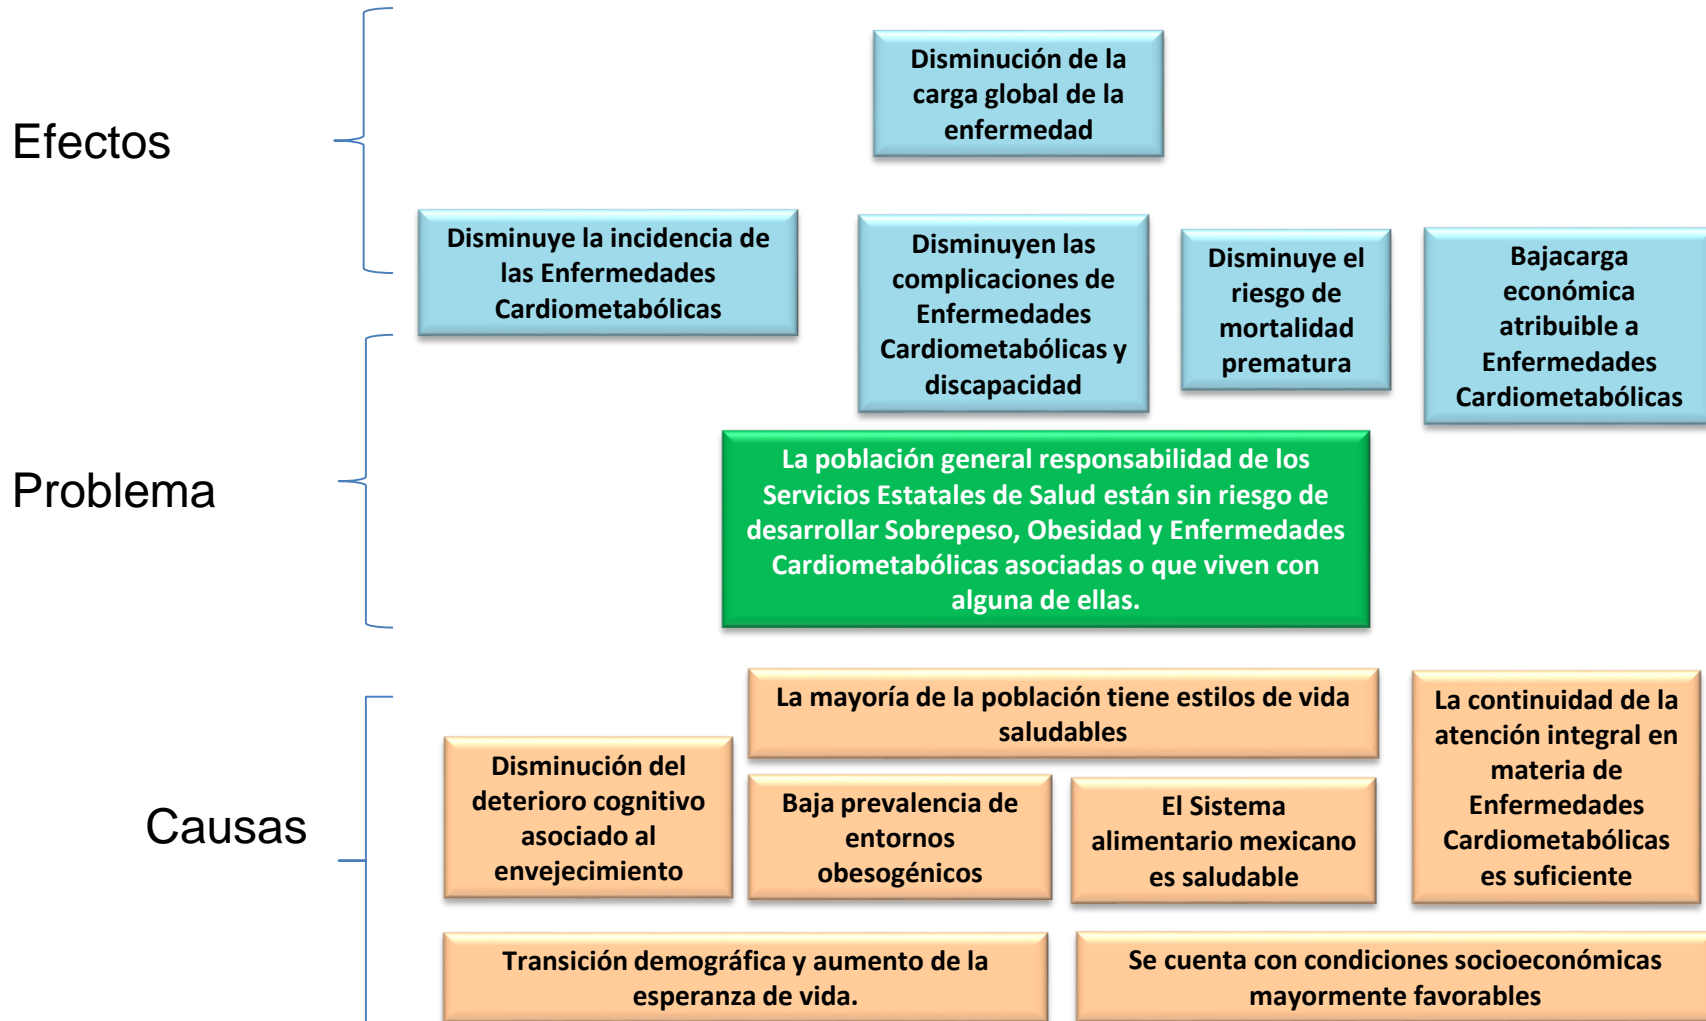 Efectos
Disminución de la
carga global de la
enfermedad
Disminuye la incidencia de
las Enfermedades
Cardiometabólicas
Disminuyen las
complicaciones de
Enfermedades
Cardiometabólicas y
discapacidad
Disminuye el
riesgo de
mortalidad
prematura
Bajacarga
económica
atribuible a
Enfermedades
Cardiometabólicas
Problema
La población general responsabilidad de los
Servicios Estatales de Salud están sin riesgo de
desarrollar Sobrepeso, Obesidad y Enfermedades
Cardiometabólicas asociadas o que viven con
alguna de ellas.
Causas
La mayoría de la población tiene estilos de vida
saludables
Disminución del
deterioro cognitivo
asociado al
envejecimiento
Baja prevalencia de
entornos
obesogénicos
El Sistema
alimentario mexicano
es saludable
La continuidad de la
atención integral en
materia de
Enfermedades
Cardiometabólicas
es suficiente
Transición demográfica y aumento de la
esperanza de vida.
Se cuenta con condiciones socioeconómicas
mayormente favorables